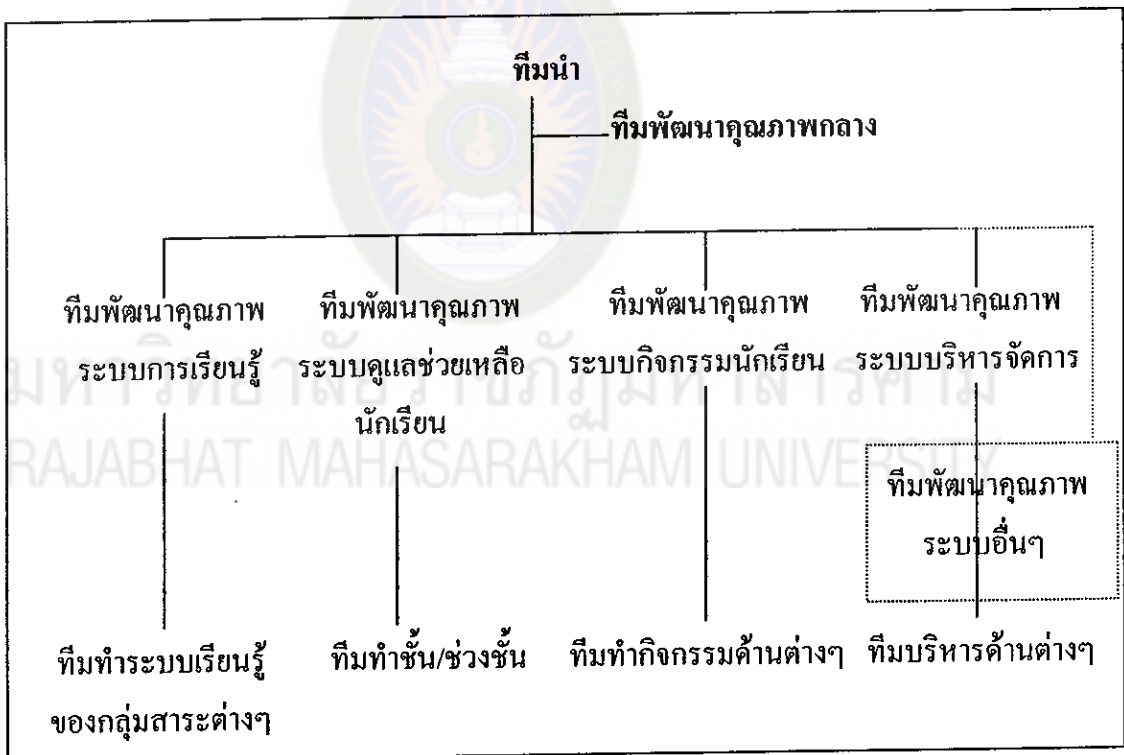 ทีมนำ
ทีมพัฒนาคุณภาพกลาง
ทีมพัฒนาคุณภาพ
ระบบการเรียนรู้
ทีมพัฒนาคุณภาพ
ระบบดูแลช่วยเหลือ
นักเรียน
ทีมพัฒนาคุณภาพ
ระบบกิจกรรมนักเรียน
ทีมพัฒนาคุณภาพ
ระบบบริหารจัดการ
ทีมพัฒนาคุณภาพ
ระบบอื่นๆ
ทีมทำระบบเรียนรู้
ของกลุ่มสาระต่างๆ
ทีมทำชั้น/ช่วงชั้น
ทีมทำกิจกรรมด้านต่างๆ
ทีมบริหารด้านต่างๆ
มหาวิทยาลัยราชภัฏมหาสารคาม
RAJABHAT MAHASARAKHAM UNIVERSITY